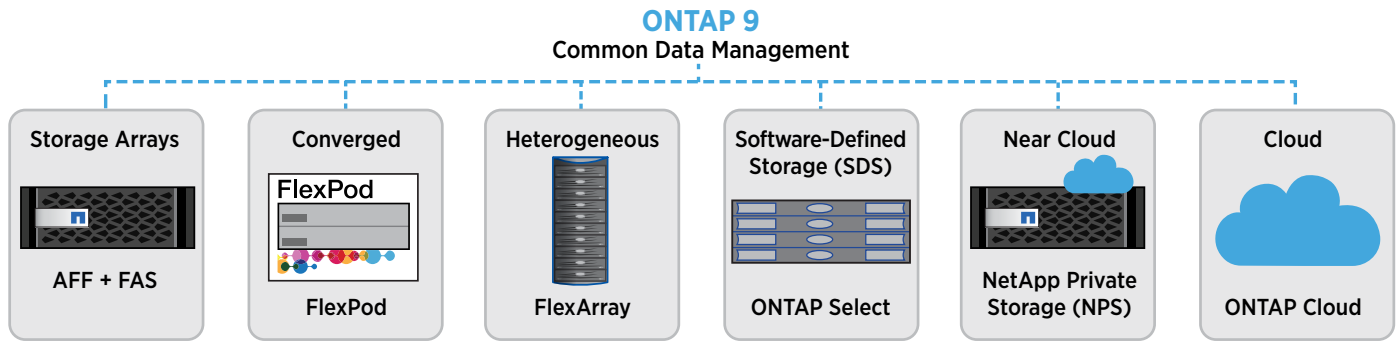 ONTAP 9
Common Data Management
Storage Arrays
AFF + FAS
Converged
FlexPod
FlexPod
Heterogeneous
FlexArray
Software-Defined
Storage (SDS)
ONTAP Select
Near Cloud
NetApp Private
Storage (NPS)
Cloud
ONTAP Cloud